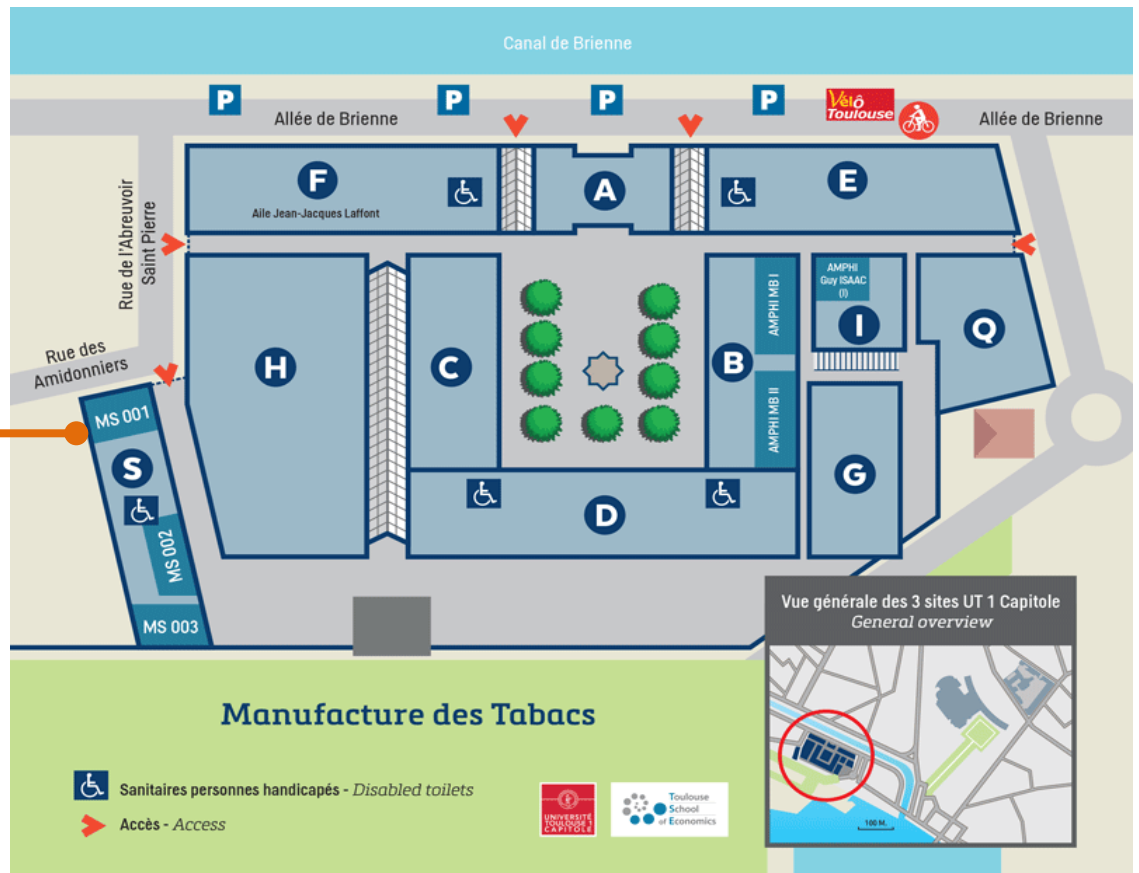 Canal de Brienne
P
P
P
P
Vélô
Toulouse
Allée de Brienne
Allée de Brienne
Rue de l'Abreuvoir
Saint Pierre
F
Aile Jean-Jacques Laffont
A
E
Rue des
Amidonniers
H
C
B
AMPHI MB I
AMPHI MB II
AMPHI
Guy ISAAC
(I)
I
Q
MS 001
S
MS 002
MS 003
D
G
Manufacture des Tabacs
Sanitaires personnes handicapés - Disabled toilets
Accès - Access
UNIVERSITÉ
TOULOUSE 1
CAPITOLE
Toulouse
School
of Economics
Vue générale des 3 sites UT 1 Capitole
General overview
100 M.